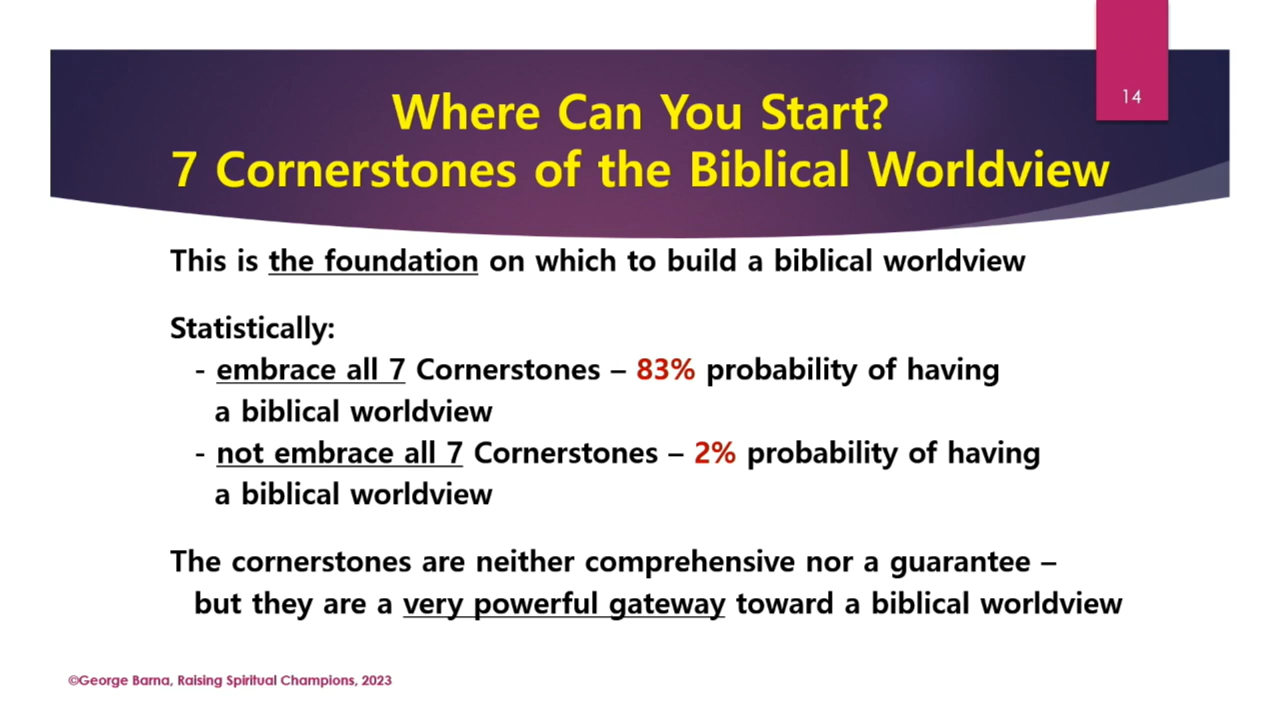 14
Where Can You Start?
7 Cornerstones of the Biblical Worldview
This is the foundation on which to build a biblical worldview
Statistically:
- embrace all 7 Cornerstones – 83% probability of having
a biblical worldview
- not embrace all 7 Cornerstones – 2% probability of having
a biblical worldview
The cornerstones are neither comprehensive nor a guarantee –
but they are a very powerful gateway toward a biblical worldview
©George Barna, Raising Spiritual Champions, 2023